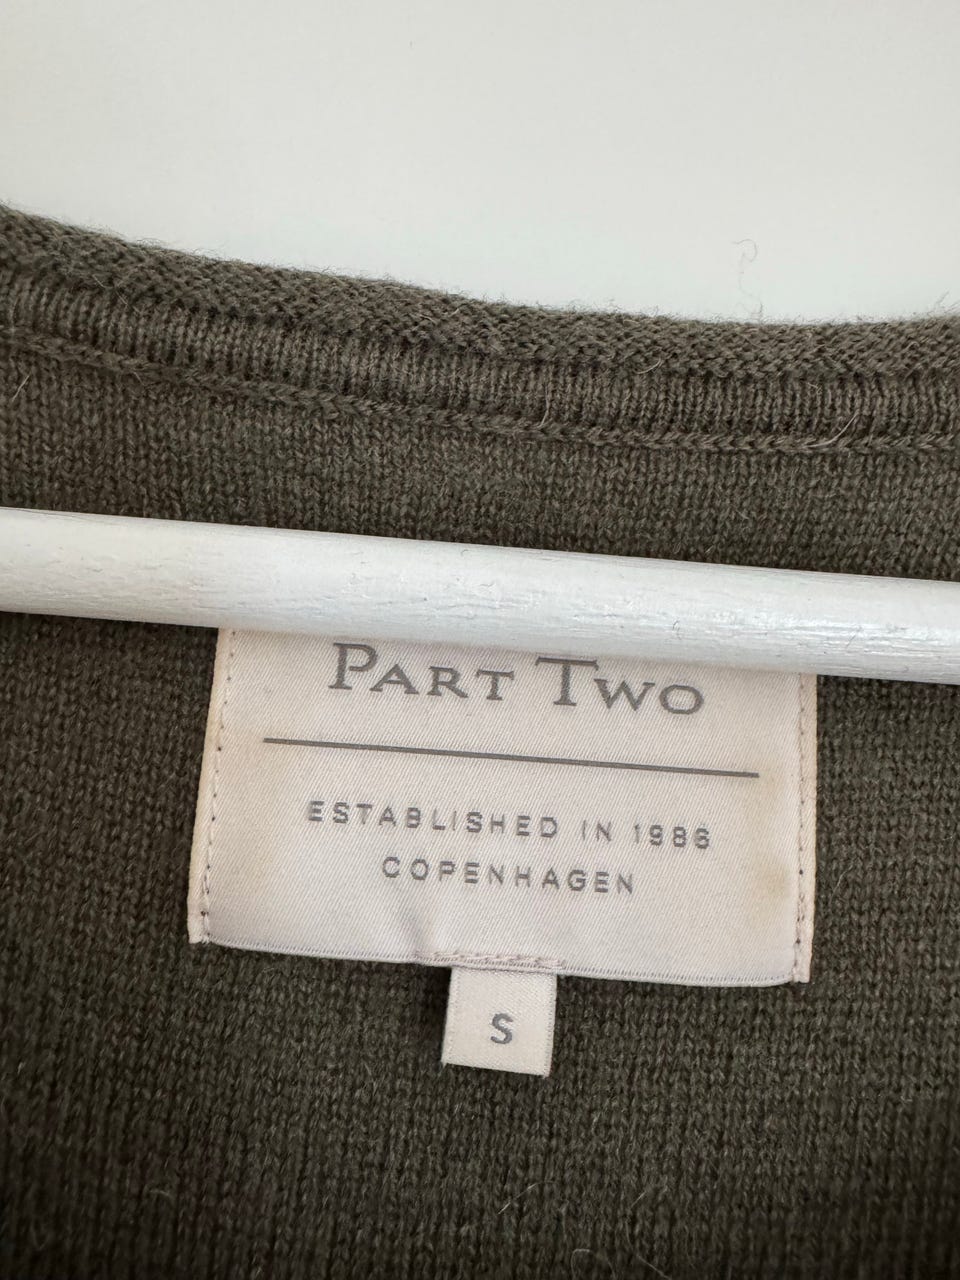 PART TWO
ESTABLISHED IN 1986
COPENHAGEN
S